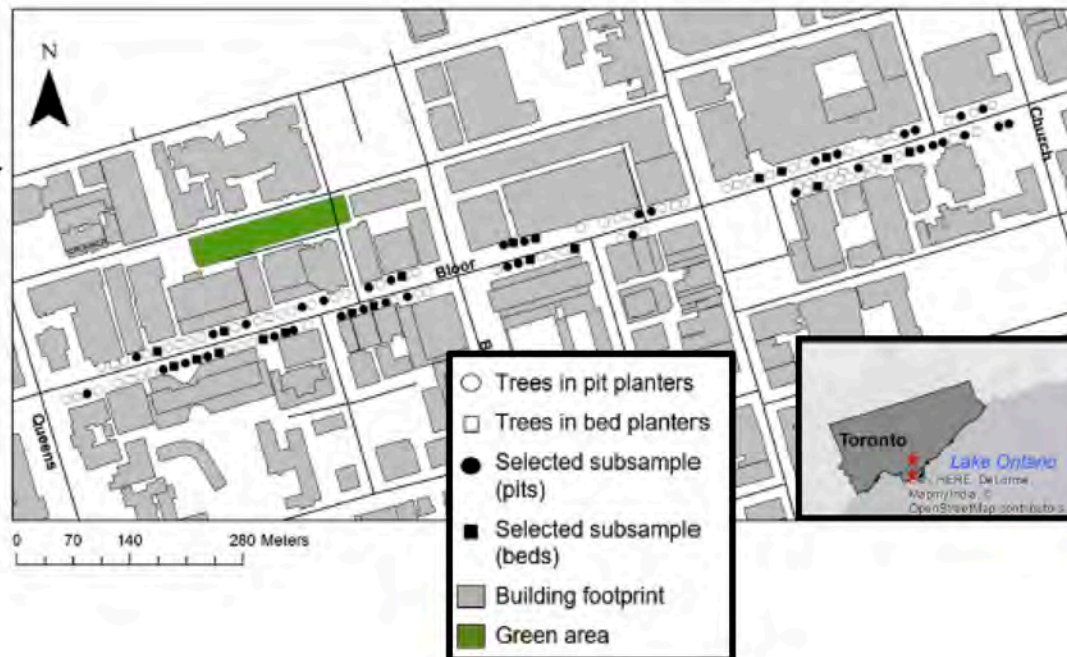 N
Church
Bloor
B
Queens
Trees in pit planters
Trees in bed planters
Selected subsample
(pits)
Selected subsample
(beds)
Building footprint
Green area
Toronto
Lake Ontario
HERE, DeLorme,
MapmyIndia, ©
OpenStreetMap contributors
0 70 140 280 Meters